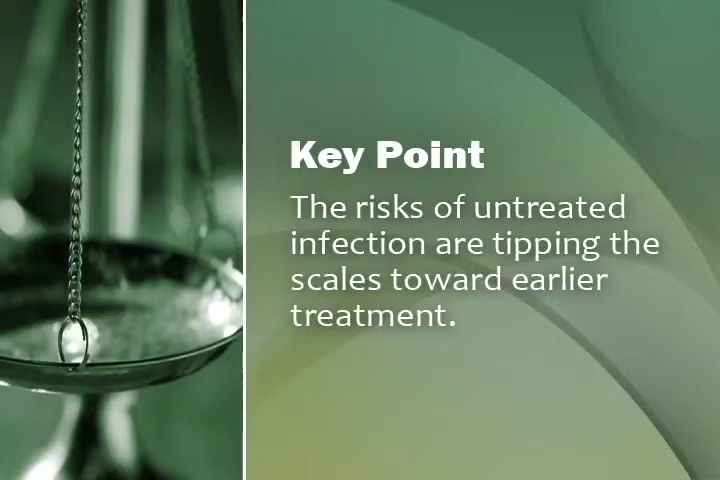 Key Point
The risks of untreated
infection are tipping the
scales toward earlier
treatment.